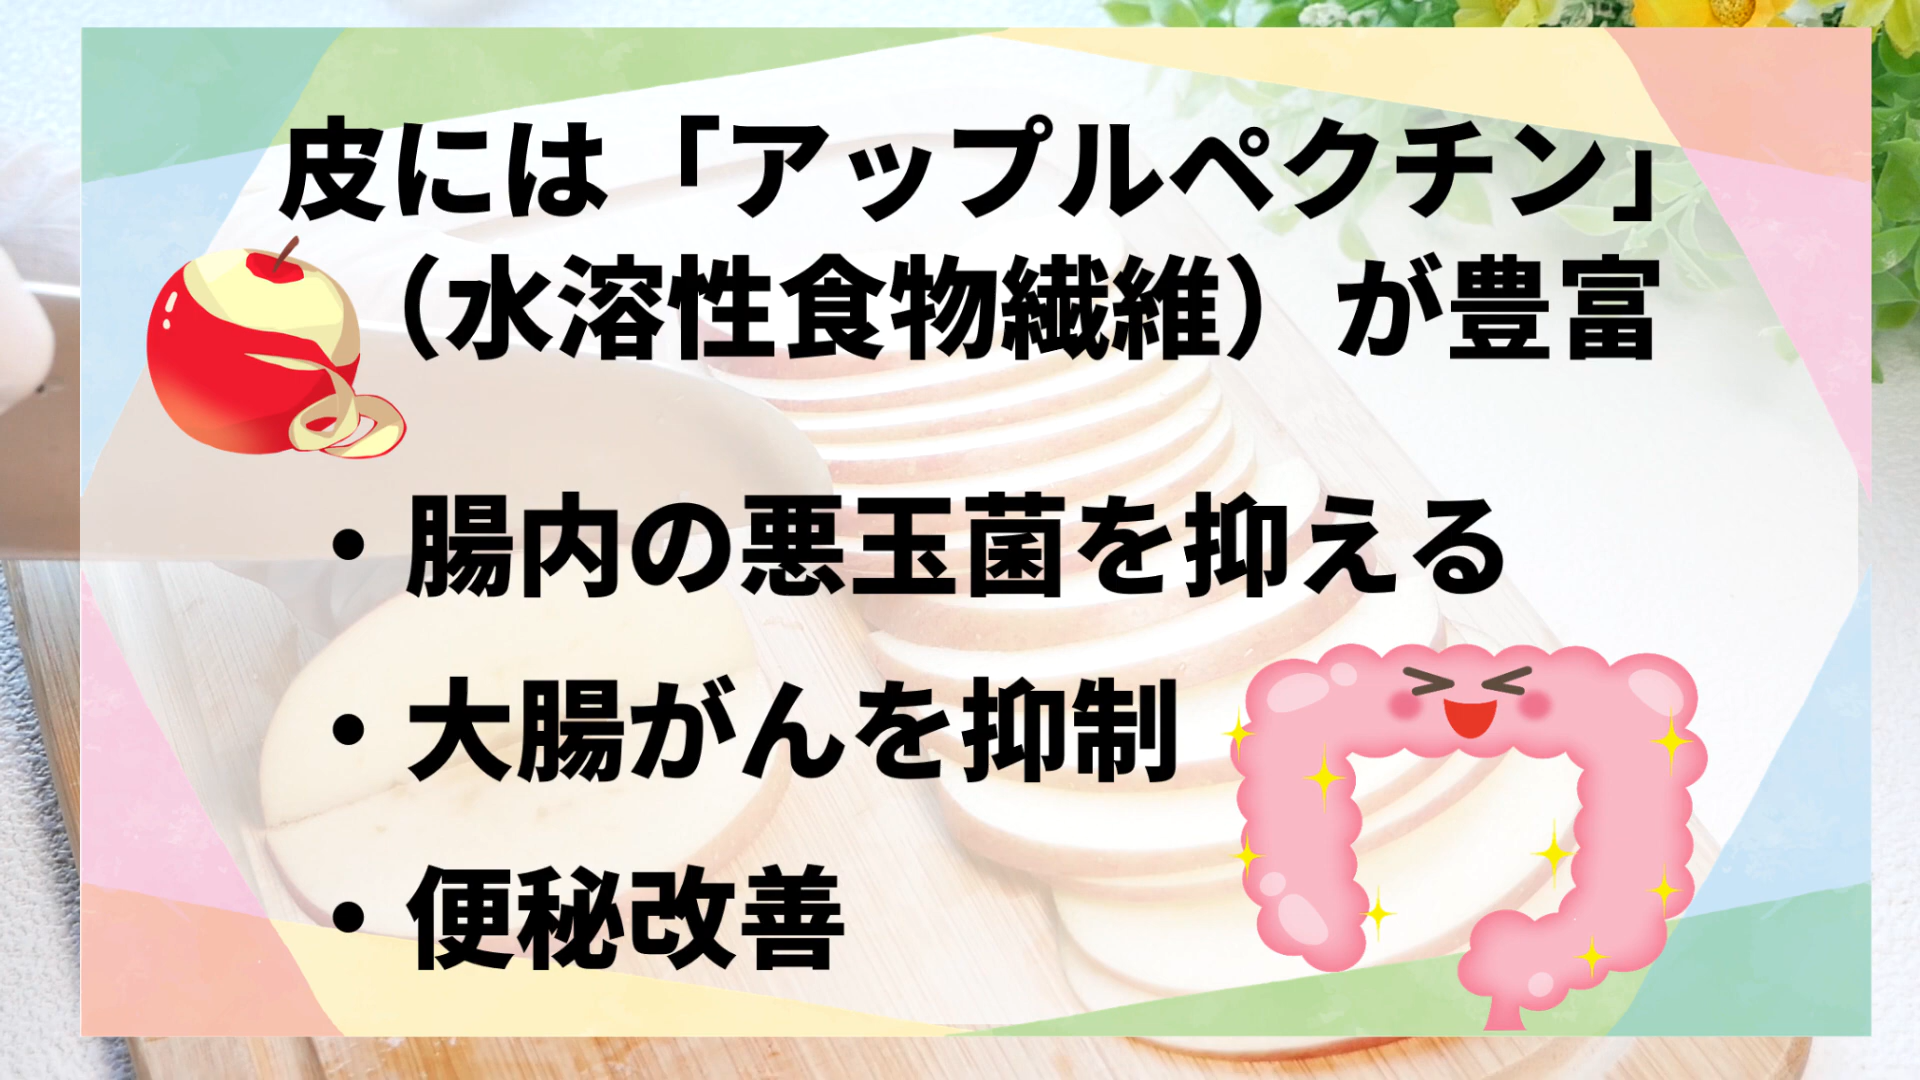 皮には「アップルペクチン」
（水溶性食物繊維）が豊富
・腸内の悪玉菌を抑える
・大腸がんを抑制
・便秘改善